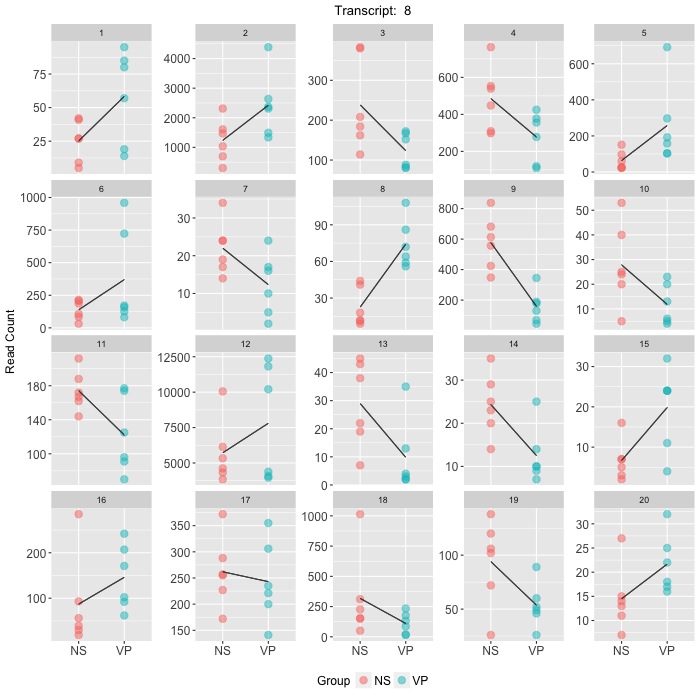 Transcript: 8
1 2 3 4 5
75 50 25
4000 3000 2000 1000
300 200 100
600 400 200
600 400 200 0
6 7 8 9 10
1000 750 500 250 0
30 20 10
90 60 30
800 600 400 200
50 40 30 20 10
Read Count
11 12 13 14 15
180 140 100
12500 10000 7500 5000
40 30 20 10 0
30 20 10
30 20 10
16 17 18 19 20
200 100
350 300 250 200 150
1000 750 500 250 0
100 50
30 25 20 15 10
NS VP NS VP NS VP NS VP NS VP
Group NS VP